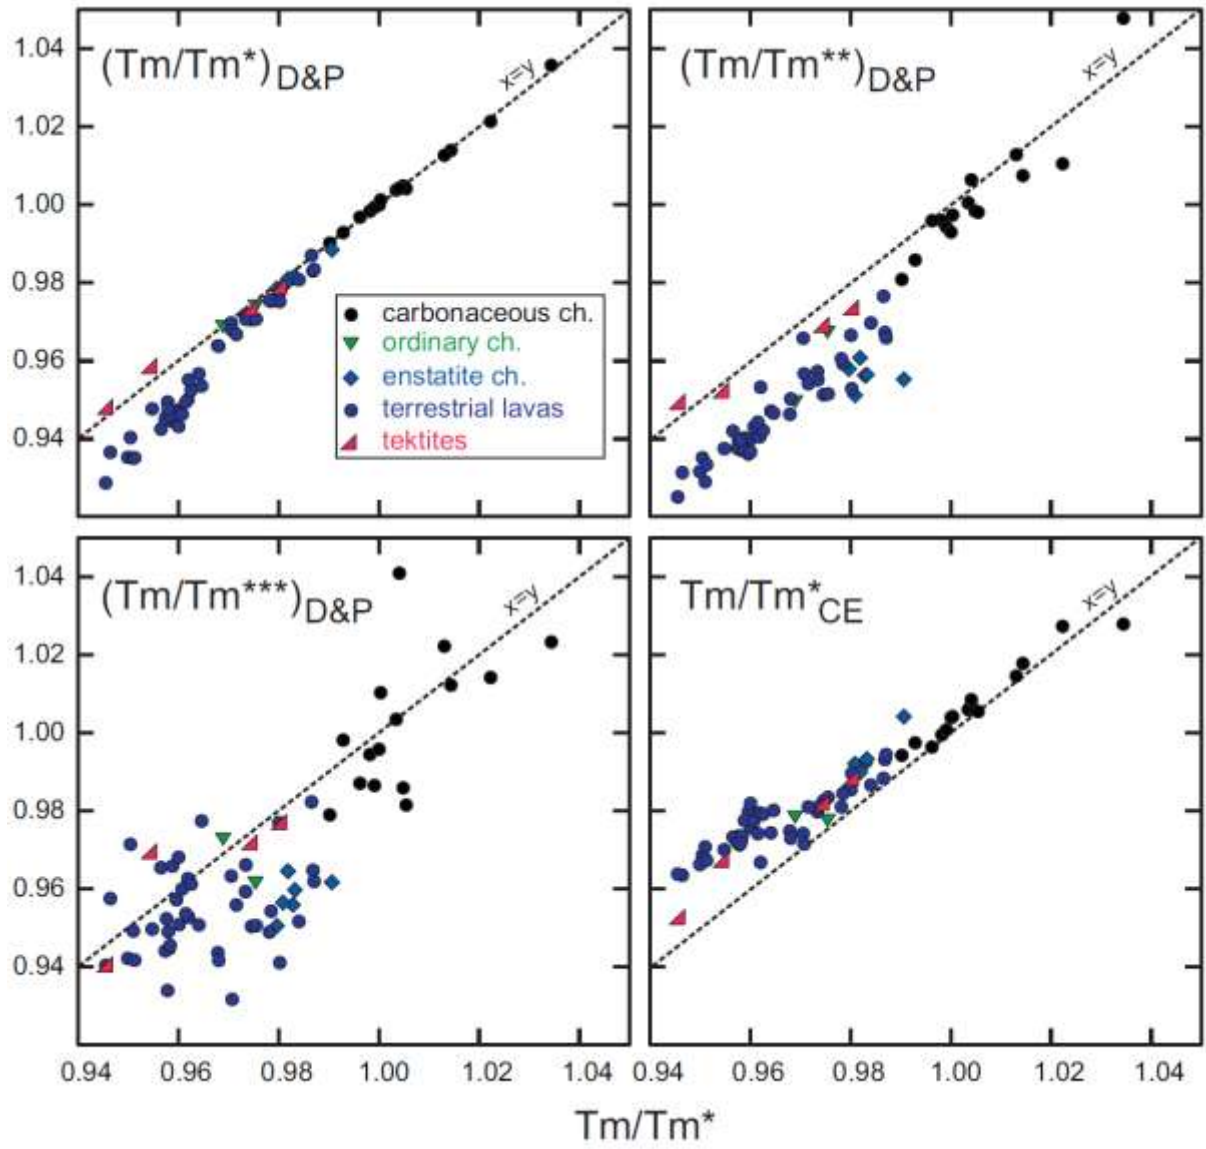 (Tm/Tm*)D&P
x=y
(Tm/Tm**)D&P
x=y
1.04
1.02
1.00
0.98
0.96
0.94
carbonaceous ch.
ordinary ch.
enstatite ch.
terrestrial lavas
tektites
(Tm/Tm***)D&P
x=y
Tm/Tm*CE
x=y
1.04
1.02
1.00
0.98
0.96
0.94
0.94 0.96 0.98 1.00 1.02 1.04 0.94 0.96 0.98 1.00 1.02 1.04
Tm/Tm*